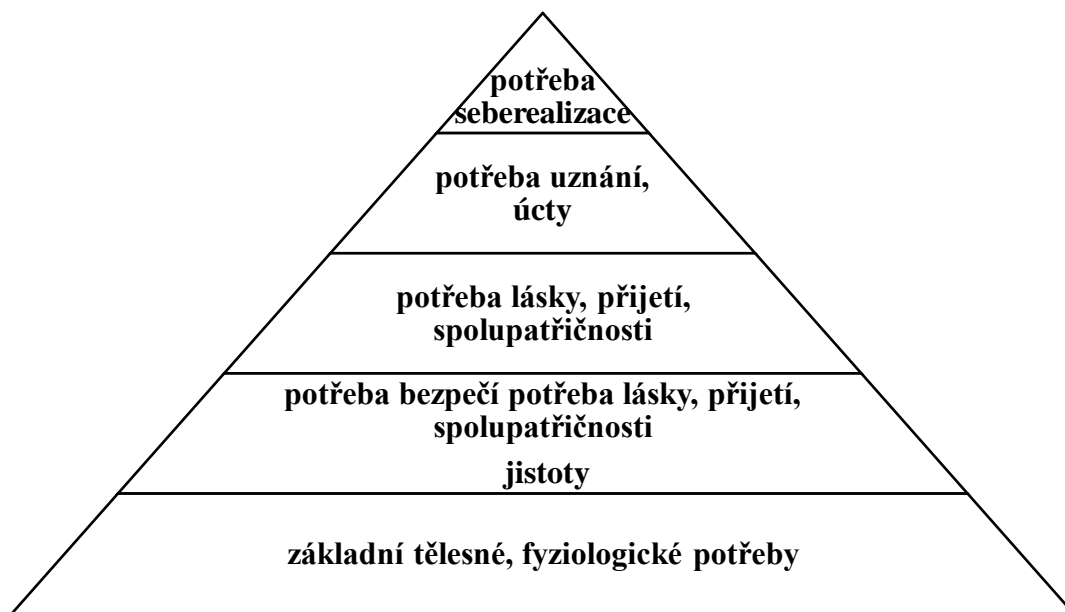 potřeba
seberealizace
potřeba uznání,
úcty
potřeba lásky, přijetí,
spolupatřičnosti
potřeba bezpečí potřeba lásky, přijetí,
spolupatřičnosti
jistoty
základní tělesné, fyziologické potřeby